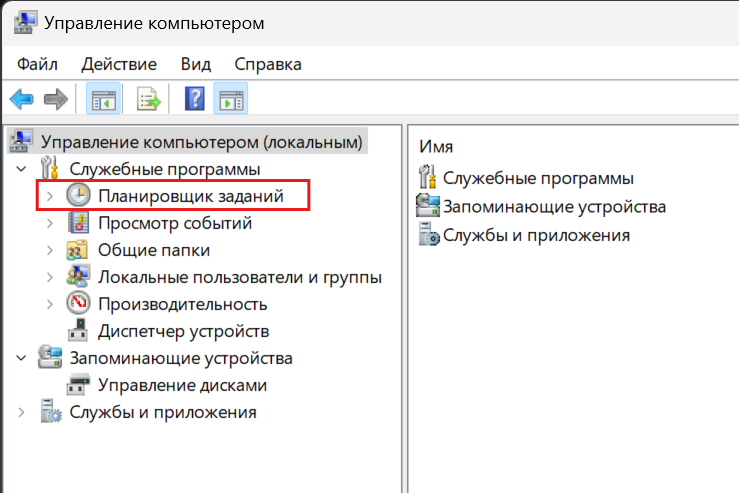 Управление компьютером
Файл Действие Вид Справка
Управление компьютером (локальным)
Служебные программы
Планировщик заданий
Просмотр событий
Общие папки
Локальные пользователи и группы
Производительность
Диспетчер устройств
Запоминающие устройства
Управление дисками
Службы и приложения
Имя
Служебные программы
Запоминающие устройства
Службы и приложения